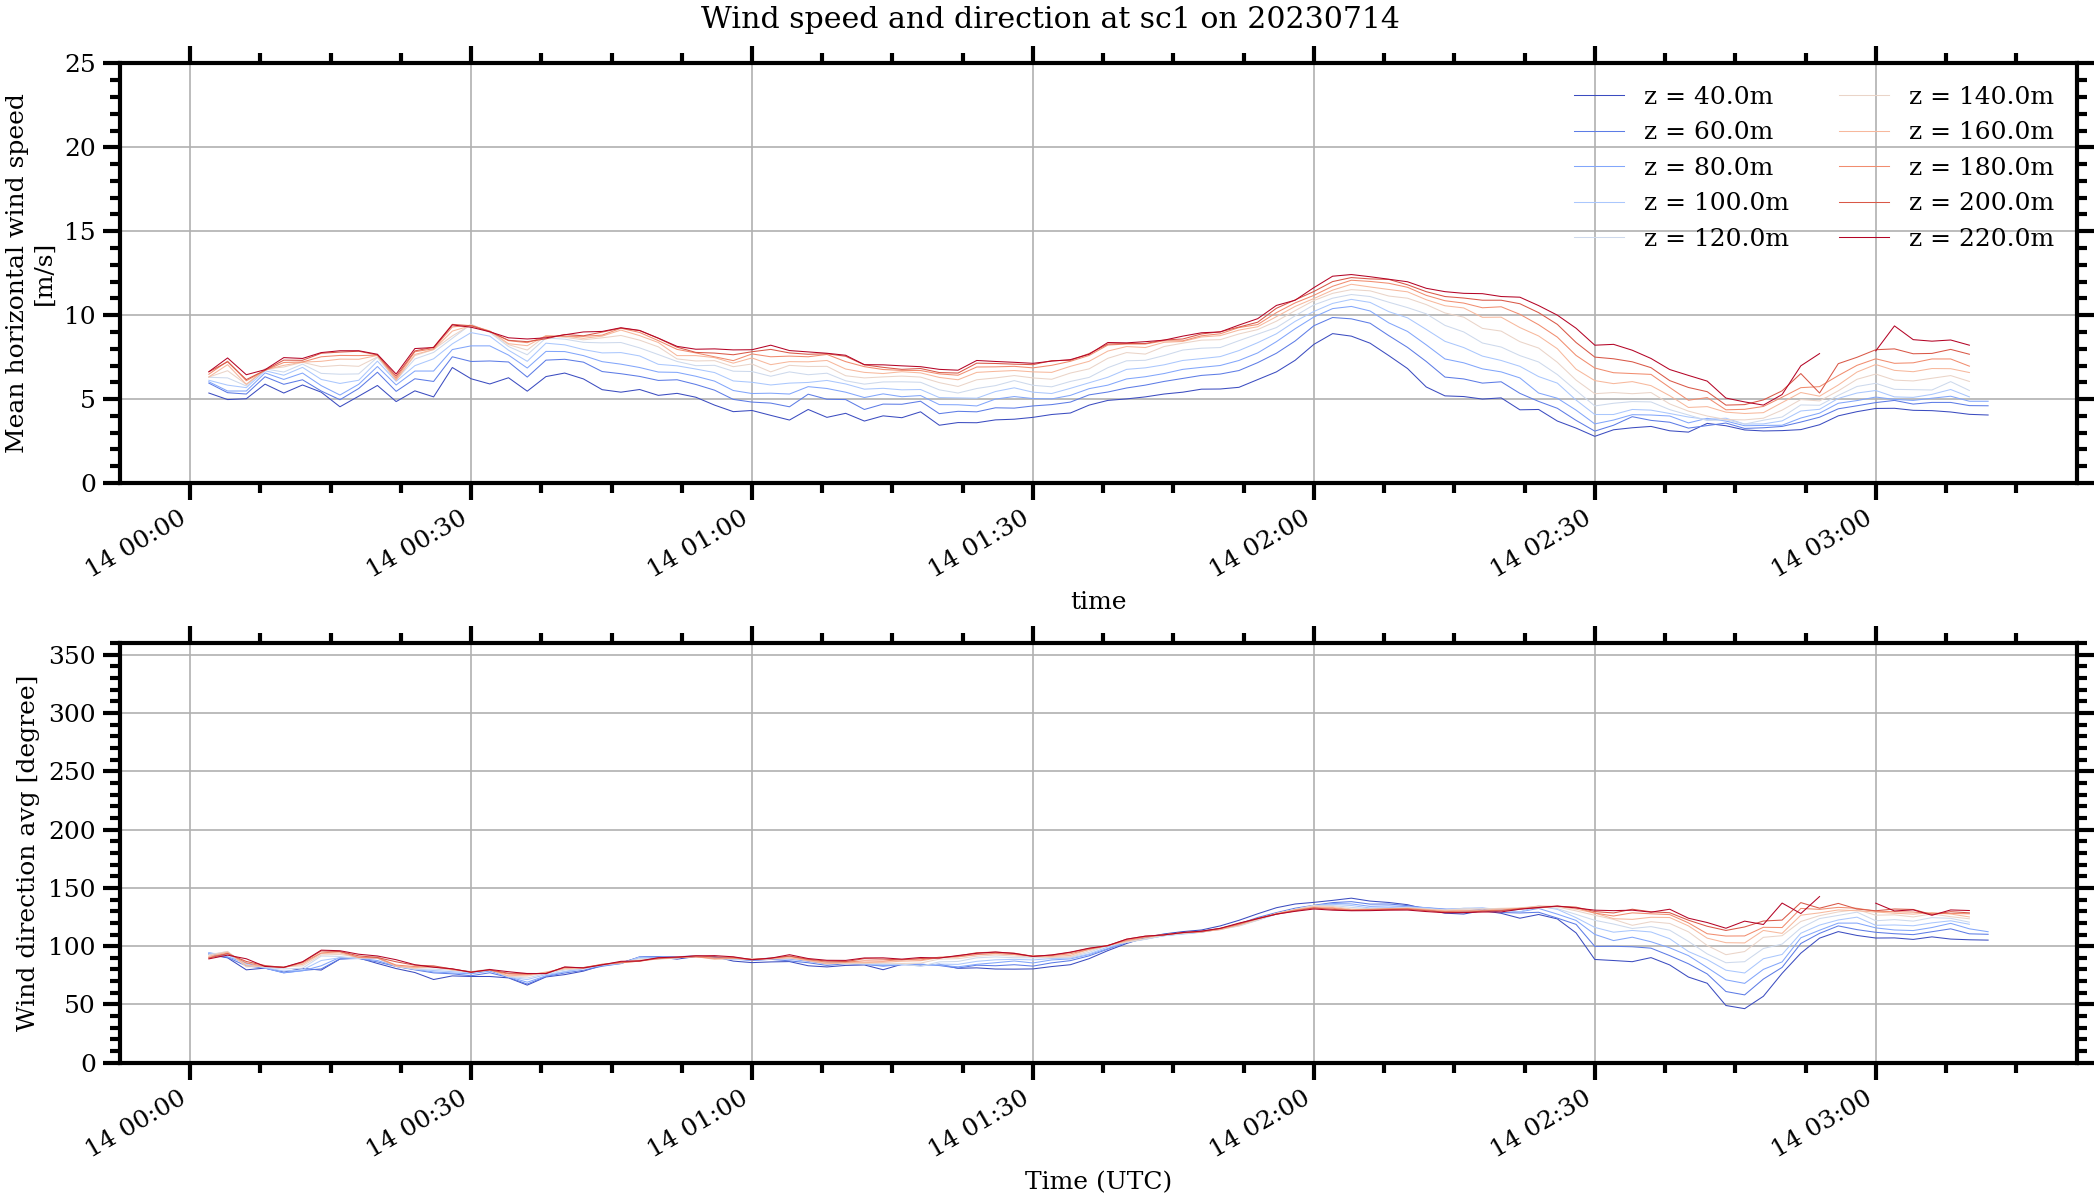 Wind speed and direction at sc1 on 20230714
Mean horizontal wind speed
[m/s]
25
20
15
10
5
0
z = 40.0m
z = 60.0m
z = 80.0m
z = 100.0m
z = 120.0m
z = 140.0m
z = 160.0m
z = 180.0m
z = 200.0m
z = 220.0m
14 00:00
14 00:30
14 01:00
14 01:30
14 02:00
14 02:30
14 03:00
time
Wind direction avg [degree]
350
300
250
200
150
100
50
0
14 00:00
14 00:30
14 01:00
14 01:30
14 02:00
14 02:30
14 03:00
Time (UTC)